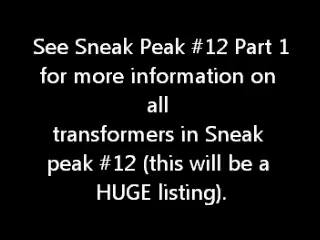 See Sneak Peak #12 Part 1
for more information on
all
transformers in Sneak
peak #12 (this will be a
HUGE listing).